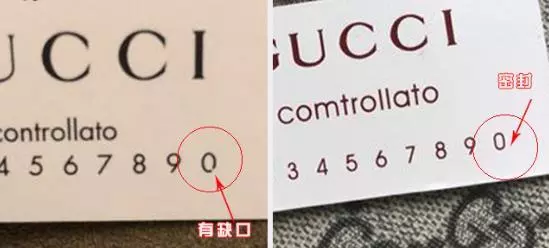 UCCI
controllato
4 5 6 7 8 9 0
有缺口
GUCCI
comtrollato
3 4 5 6 7 8 9 0
密封